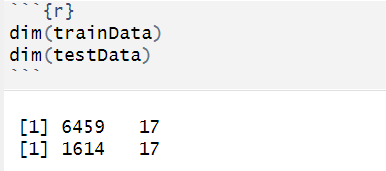 ```{r}
dim(trainData)
dim(testData)
```
[1] 6459   17
[1] 1614   17